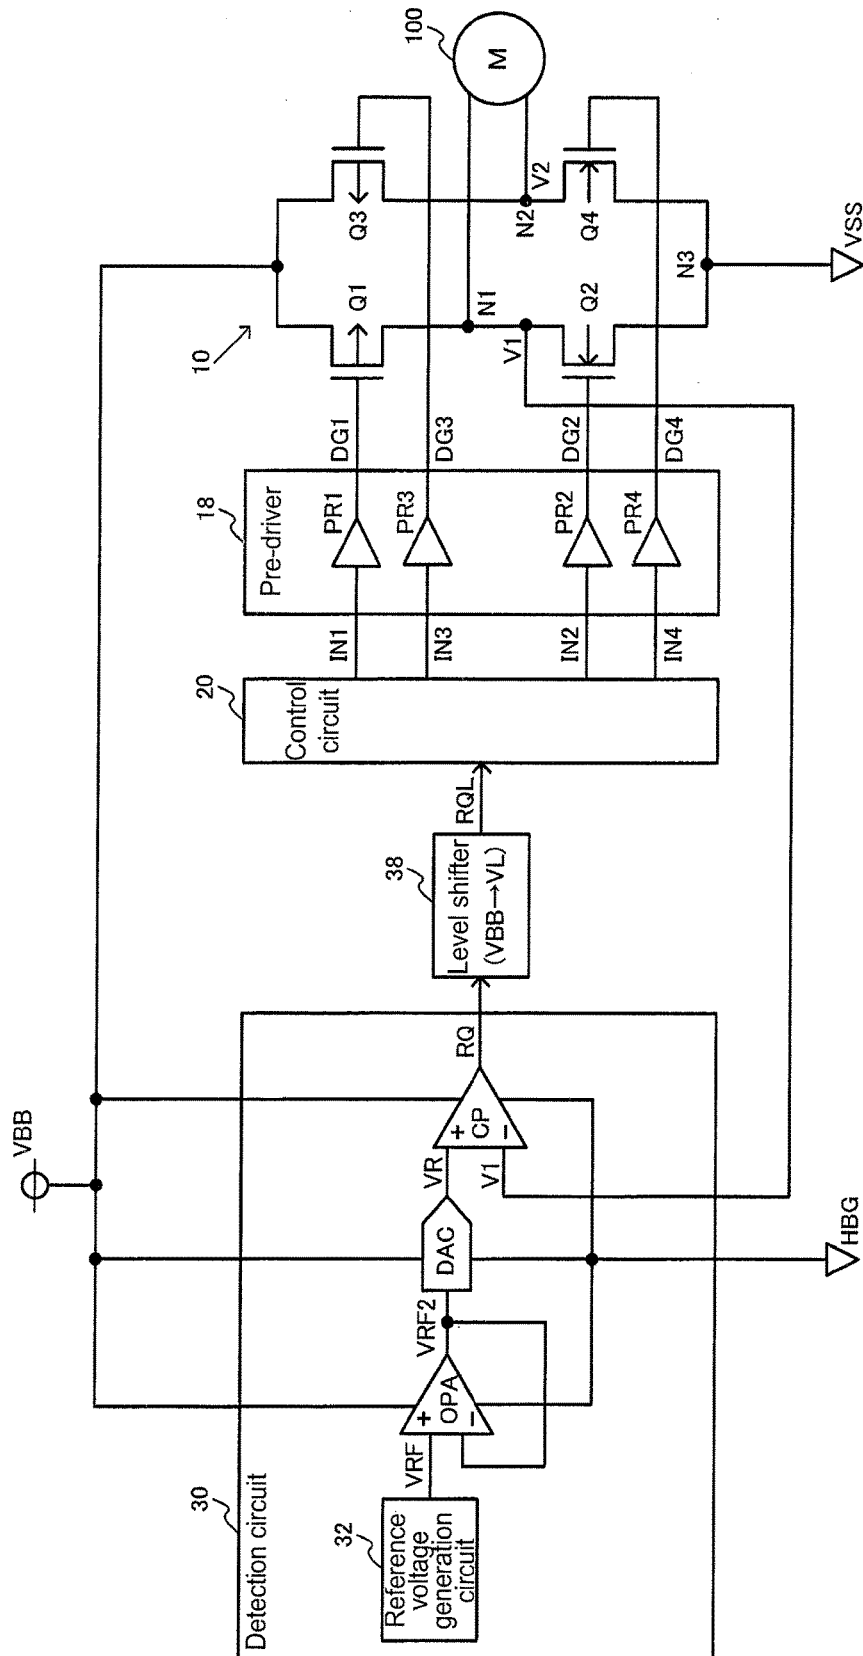 VBB
30
Detection circuit
32
Reference
voltage
generation
circuit
VRF
+
OPA
−
VRF2
DAC
VR
V1
+
CP
−
RQ
HBG
38
Level shifter
(VBB→VL)
RQL
20
Control
circuit
IN1
IN3
IN2
IN4
18
Pre-driver
PR1
PR3
PR2
PR4
DG1
DG3
DG2
DG4
10
Q1
Q3
N1
V1
N2
V2
Q2
Q4
N3
VSS
100
M